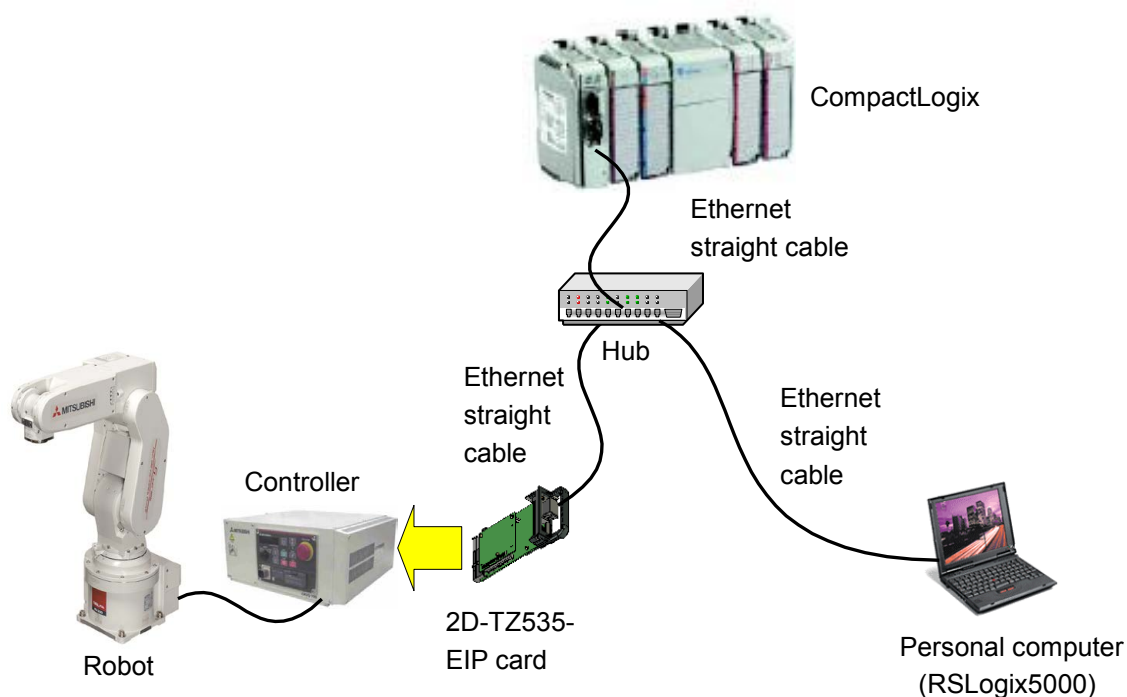 CompactLogix
Ethernet
straight cable
Hub
Ethernet
straight
cable
Ethernet
straight
cable
MITSUBISHI
Controller
2D-TZ535-
EIP card
Robot
Personal computer
(RSLogix5000)